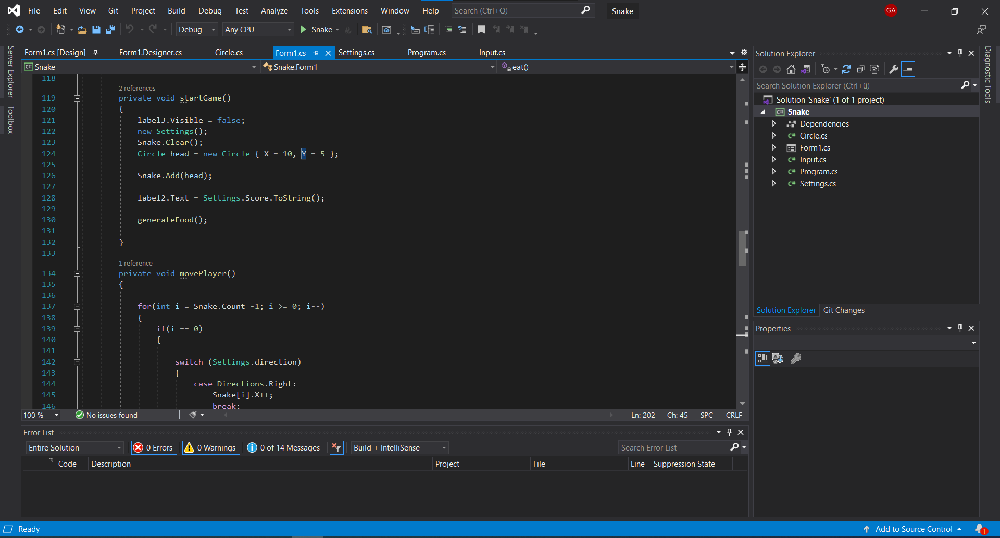 File Edit View Git Project Build Debug Test Analyze Tools Extensions Window Help Search (Ctrl+Q) Snake GA
Debug Any CPU Snake
Server Explorer
Toolbox
Form1.cs [Design] Form1.Designer.cs Circle.cs Form1.cs Settings.cs Program.cs Input.cs
C# Snake Snake.Form1 eat()
118
2 references
119 private void startGame()
120 {
121 label3.Visible = false;
122 new Settings();
123 Snake.Clear();
124 Circle head = new Circle { X = 10, Y = 5 };
125
126 Snake.Add(head);
127
128 label2.Text = Settings.Score.ToString();
129
130 generateFood();
131
132 }
133
1 reference
134 private void movePlayer()
135 {
136
137 for(int i = Snake.Count -1; i >= 0; i--)
138 {
139 if(i == 0)
140 {
141
142 switch (Settings.direction)
143 {
144 case Directions.Right:
145 Snake[i].X++;
146 break;
100 % No issues found Ln: 202 Ch: 45 SPC CRLF
Error List
Entire Solution 0 Errors 0 Warnings 0 of 14 Messages Build + IntelliSense Search Error List
Code Description Project File Line Suppression State
Solution Explorer
Search Solution Explorer (Ctrl+ü)
Solution 'Snake' (1 of 1 project)
C# Snake
Dependencies
C# Circle.cs
Form1.cs
C# Input.cs
C# Program.cs
C# Settings.cs
Solution Explorer Git Changes
Properties
Diagnostic Tools
Ready Add to Source Control 1